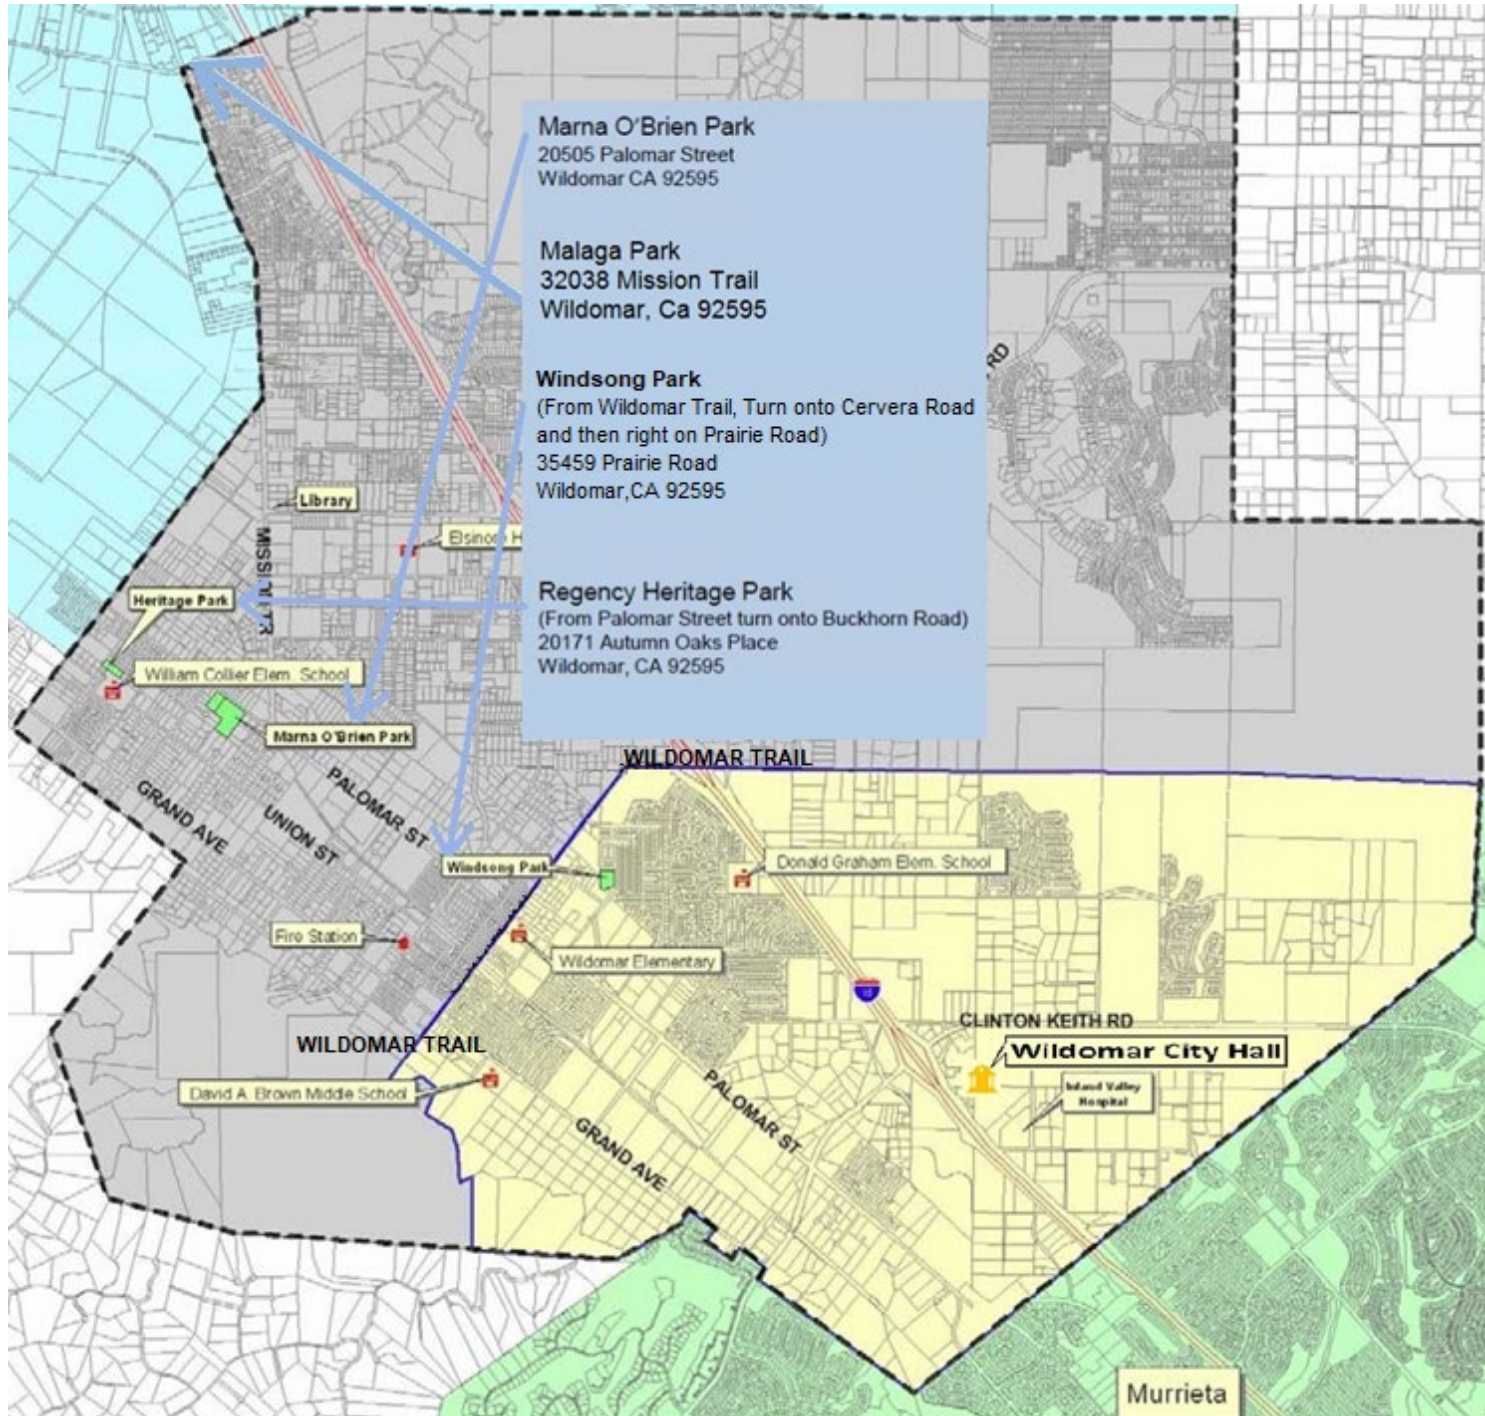 Marna O'Brien Park
20505 Palomar Street
Wildomar CA 92595
Malaga Park
32038 Mission Trail
Wildomar, Ca 92595
Windsong Park
(From Wildomar Trail, Turn onto Cervera Road
and then right on Prairie Road)
35459 Prairie Road
Wildomar,CA 92595
Regency Heritage Park
(From Palomar Street turn onto Buckhorn Road)
20171 Autumn Oaks Place
Wildomar, CA 92595
RD
Library
Elsinore H
Heritage Park
William Collier Elem. School
Marna O'Brien Park
WILDOMAR TRAIL
PALOMAR ST
GRAND AVE
UNION ST
Windsong Park
Donald Graham Elem. School
Fire Station
Wildomar Elementary
15
CLINTON KEITH RD
WILDOMAR TRAIL
Wildomar City Hall
David A. Brown Middle School
Inland Valley
Hospital
PALOMAR ST
GRAND AVE
Murrieta